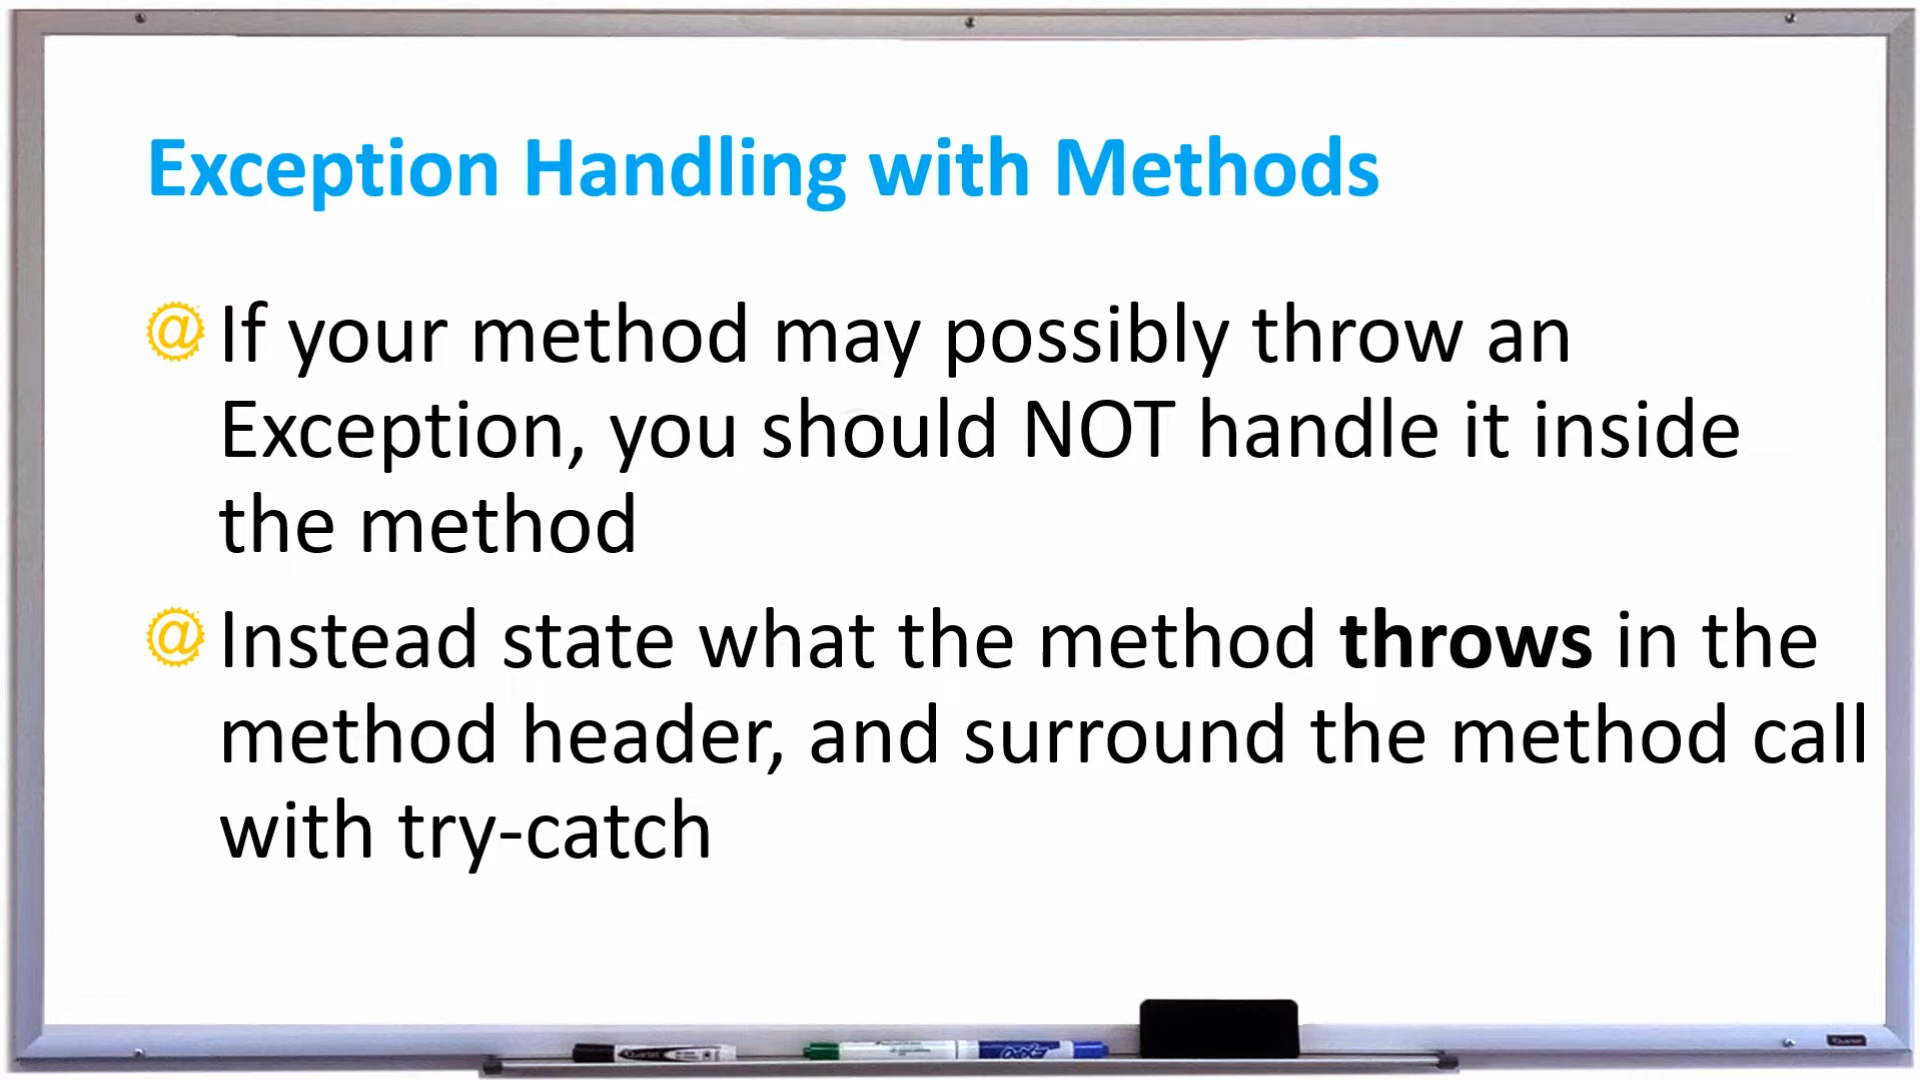 Exception Handling with Methods
@ If your method may possibly throw an
Exception, you should NOT handle it inside
the method
@ Instead state what the method throws in the
method header, and surround the method call
with try-catch
Quartet